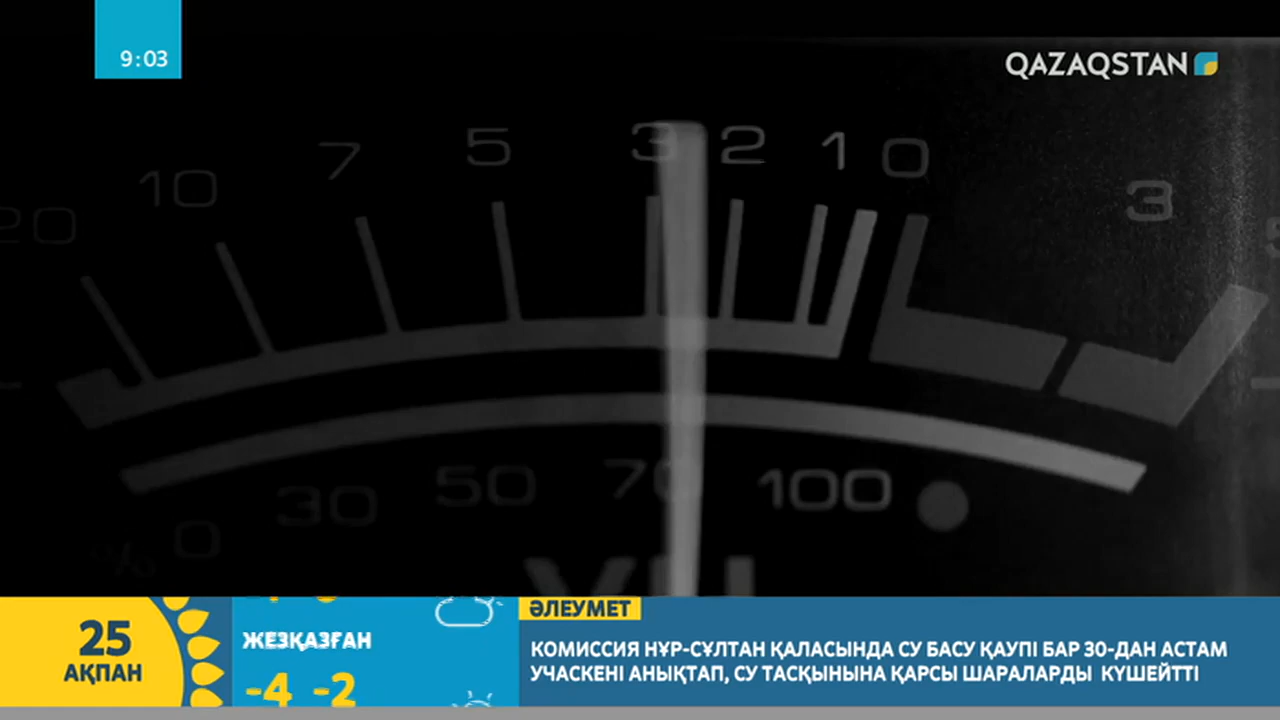 9:03
QAZAQSTAN
20 10 7 5 3 2 1 0 3
0 30 50 70 100
%
VU
25
АҚПАН
ЖЕЗҚАЗҒАН
-4 -2
ӘЛЕУМЕТ
КОМИССИЯ НҰР-СҰЛТАН ҚАЛАСЫНДА СУ БАСУ ҚАУПІ БАР 30-ДАН АСТАМ
УЧАСКЕНІ АНЫҚТАП, СУ ТАСҚЫНЫНА ҚАРСЫ ШАРАЛАРДЫ КҮШЕЙТТІ